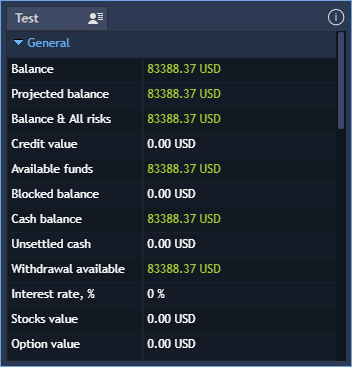 Test
General
Balance 83388.37 USD
Projected balance 83388.37 USD
Balance & All risks 83388.37 USD
Credit value 0.00 USD
Available funds 83388.37 USD
Blocked balance 0.00 USD
Cash balance 83388.37 USD
Unsettled cash 0.00 USD
Withdrawal available 83388.37 USD
Interest rate, % 0 %
Stocks value 0.00 USD
Option value 0.00 USD